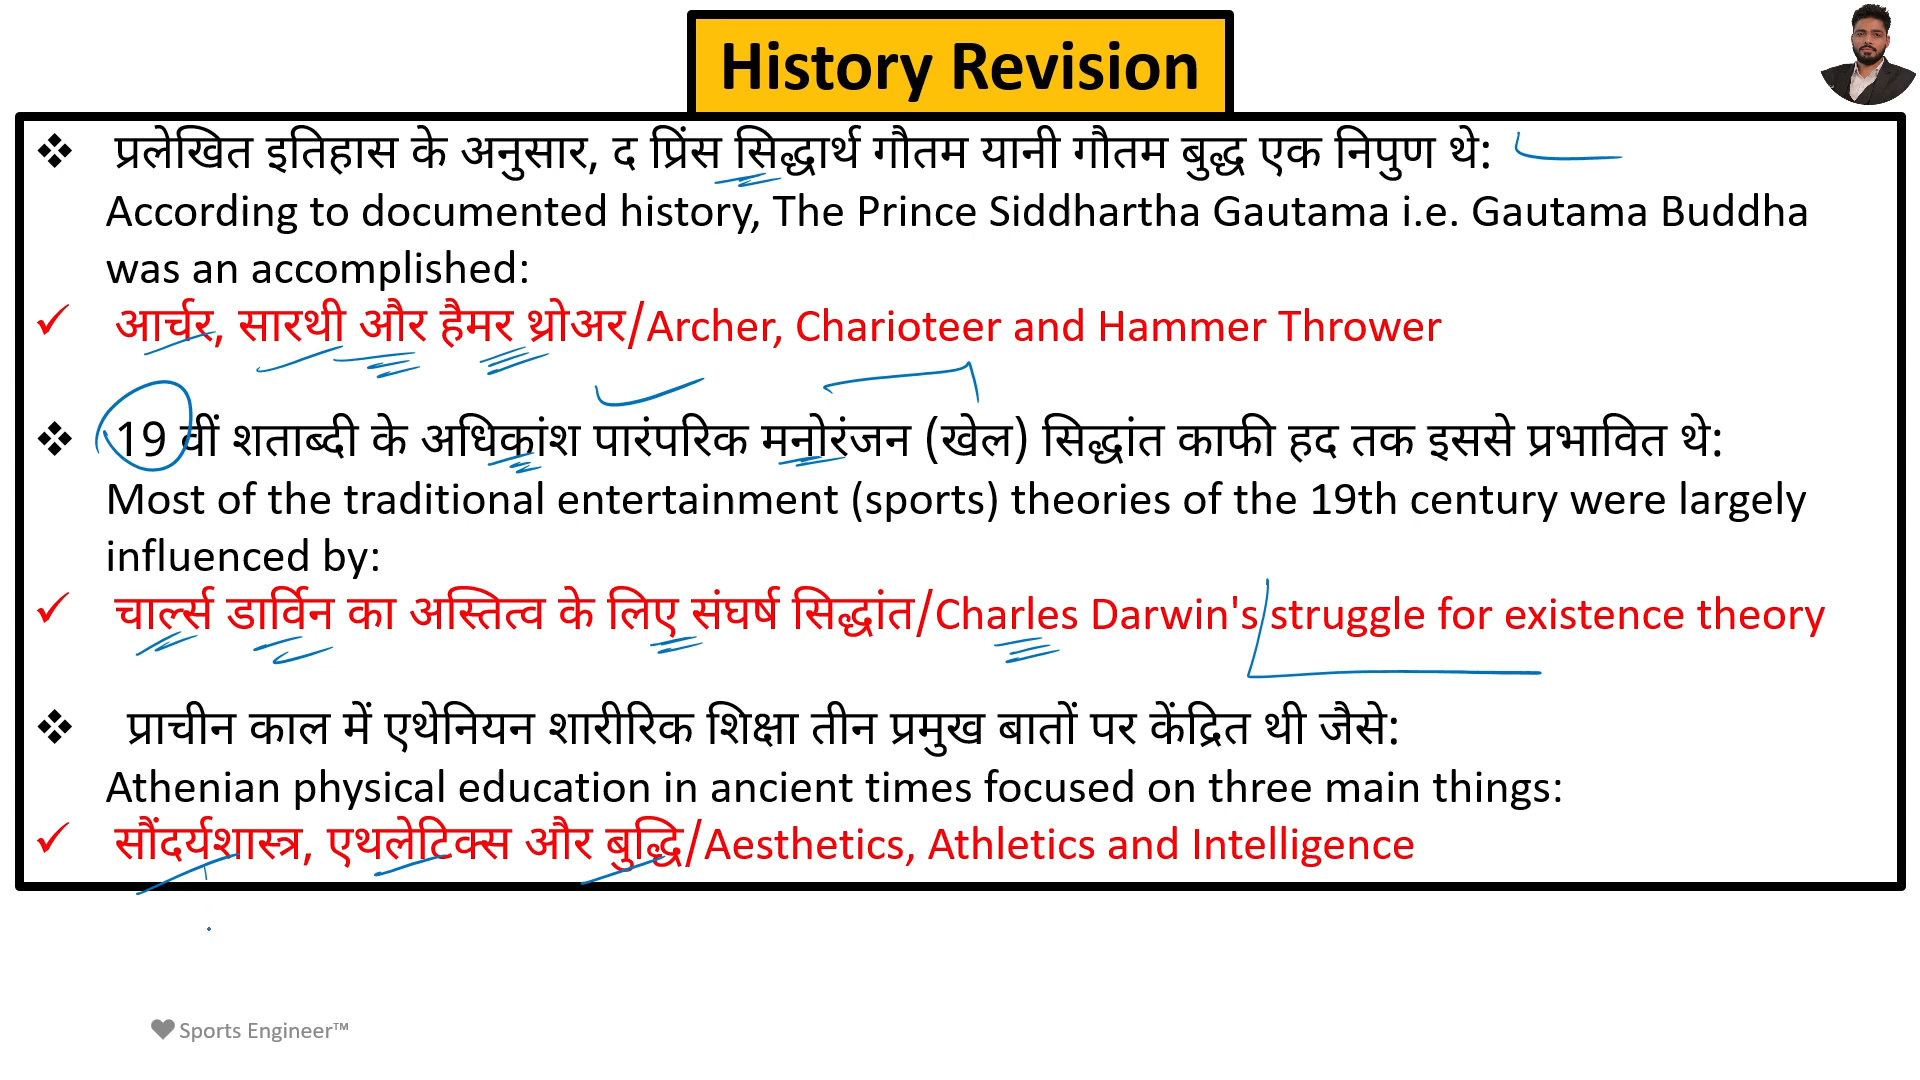 History Revision
❖ प्रलेखित इतिहास के अनुसार, द प्रिंस सिद्धार्थ गौतम यानी गौतम बुद्ध एक निपुण थे:
According to documented history, The Prince Siddhartha Gautama i.e. Gautama Buddha
was an accomplished:
✓ आर्चर, सारथी और हैमर थ्रोअर/Archer, Charioteer and Hammer Thrower
❖ 19 वीं शताब्दी के अधिकांश पारंपरिक मनोरंजन (खेल) सिद्धांत काफी हद तक इससे प्रभावित थे:
Most of the traditional entertainment (sports) theories of the 19th century were largely
influenced by:
✓ चार्ल्स डार्विन का अस्तित्व के लिए संघर्ष सिद्धांत/Charles Darwin's struggle for existence theory
❖ प्राचीन काल में एथेनियन शारीरिक शिक्षा तीन प्रमुख बातों पर केंद्रित थी जैसे:
Athenian physical education in ancient times focused on three main things:
✓ सौंदर्यशास्त्र, एथलेटिक्स और बुद्धि/Aesthetics, Athletics and Intelligence
Sports Engineer™